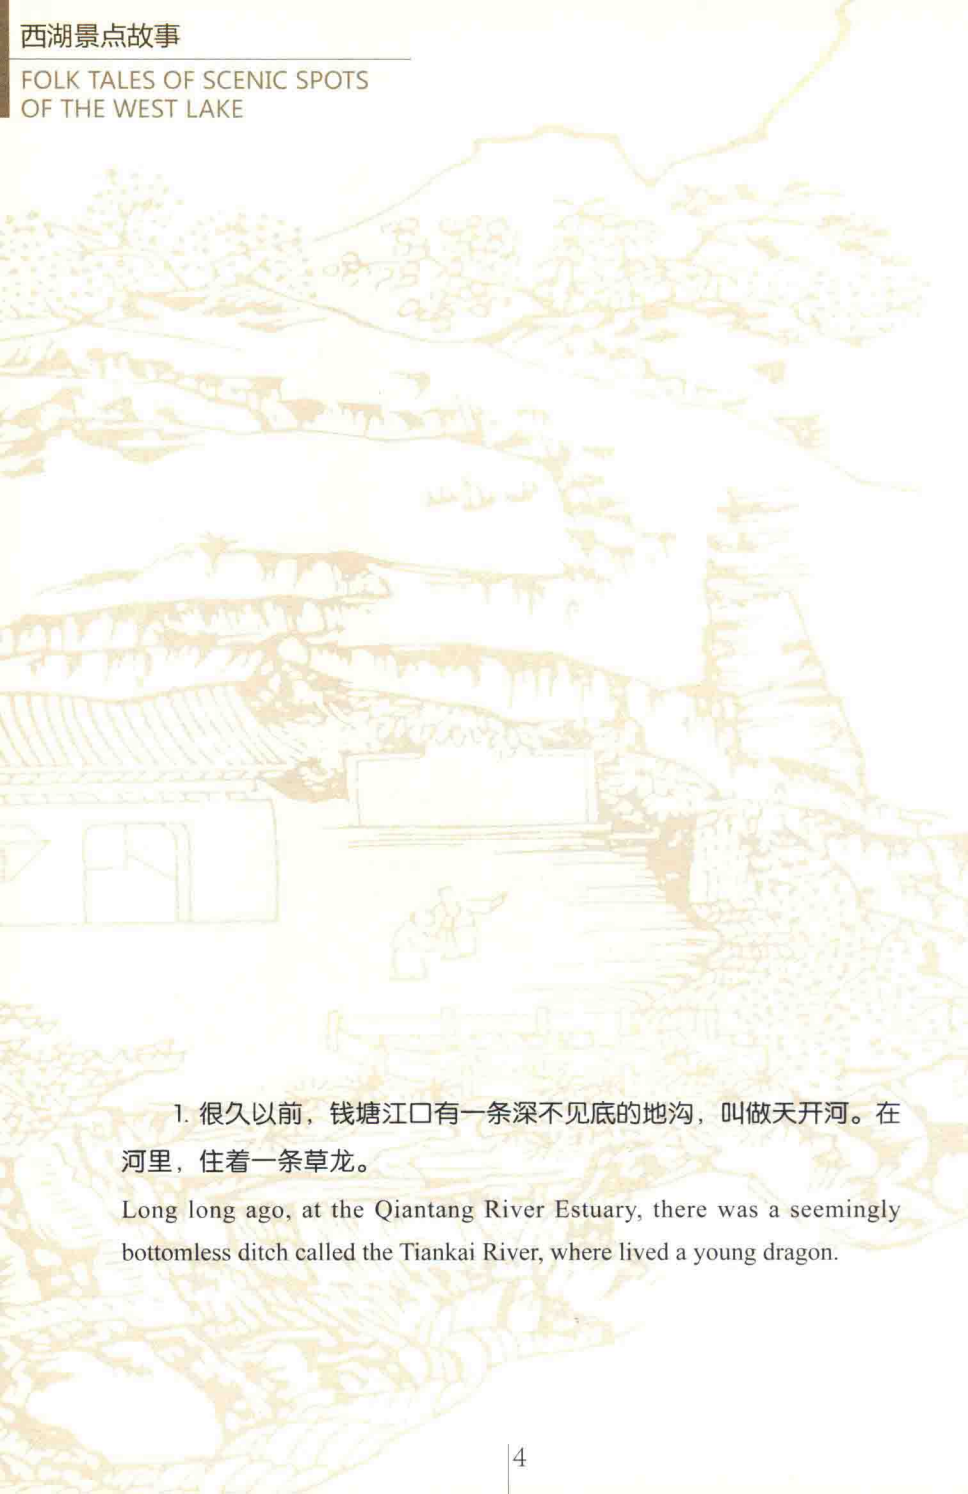 西湖景点故事
FOLK TALES OF SCENIC SPOTS
OF THE WEST LAKE
1. 很久以前，钱塘江口有一条深不见底的地沟，叫做天开河。在
河里，住着一条草龙。
Long long ago, at the Qiantang River Estuary, there was a seemingly
bottomless ditch called the Tiankai River, where lived a young dragon.
4